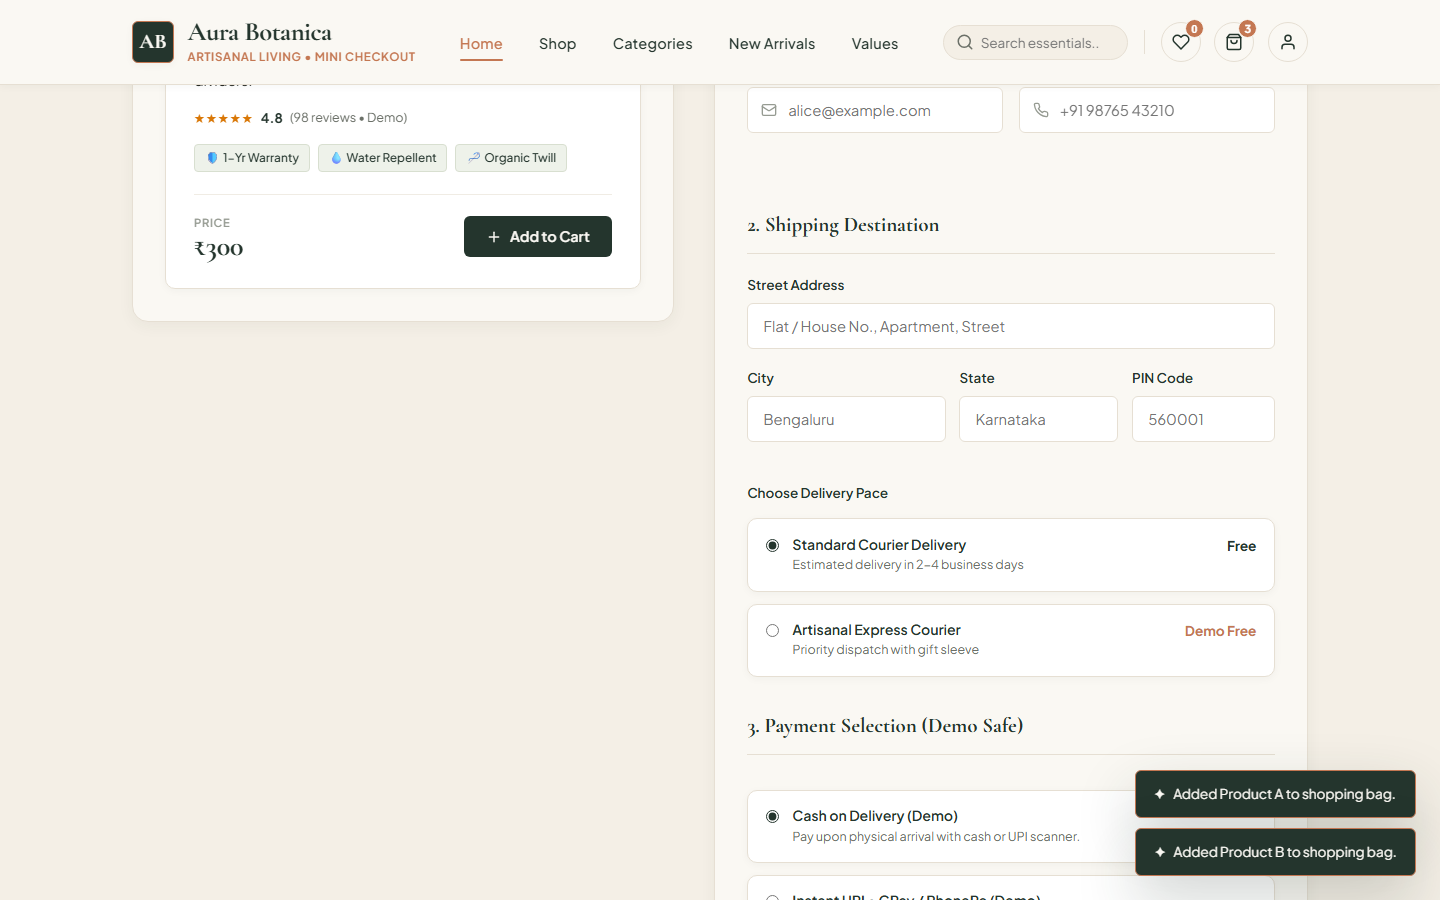 AB
Aura Botanica
ARTISANAL LIVING • MINI CHECKOUT
Home
Shop
Categories
New Arrivals
Values
Search essentials..
0
3
★★★★★ 4.8 (98 reviews • Demo)
1-Yr Warranty
Water Repellent
Organic Twill
PRICE
₹300
+ Add to Cart
alice@example.com
+91 98765 43210
2. Shipping Destination
Street Address
Flat / House No., Apartment, Street
City
State
PIN Code
Bengaluru
Karnataka
560001
Choose Delivery Pace
Standard Courier Delivery
Free
Estimated delivery in 2-4 business days
Artisanal Express Courier
Demo Free
Priority dispatch with gift sleeve
3. Payment Selection (Demo Safe)
Cash on Delivery (Demo)
Pay upon physical arrival with cash or UPI scanner.
✦ Added Product A to shopping bag.
✦ Added Product B to shopping bag.
Instant UPI • GPay / PhonePe (Demo)